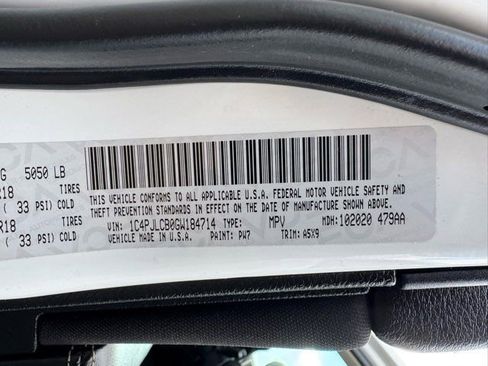 G 5050 LB
R18 TIRES
( 33 PSI) COLD
R18 TIRES
( 33 PSI) COLD
THIS VEHICLE CONFORMS TO ALL APPLICABLE U.S.A. FEDERAL MOTOR VEHICLE SAFETY AND
THEFT PREVENTION STANDARDS IN EFFECT ON THE DATE OF MANUFACTURE SHOWN ABOVE.
VIN: 1C4PJLCB0GW184714 TYPE: MPV MDH: 102020 479AA
VEHICLE MADE IN U.S.A. PAINT: PW7 TRIM: A5X9